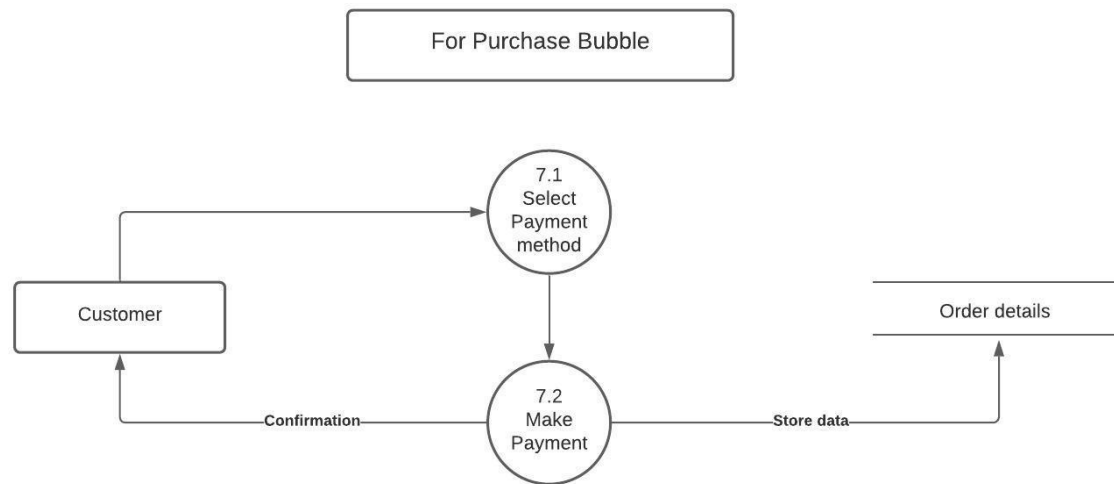 For Purchase Bubble
7.1
Select
Payment
method
Customer
Order details
7.2
Make
Payment
Confirmation
Store data